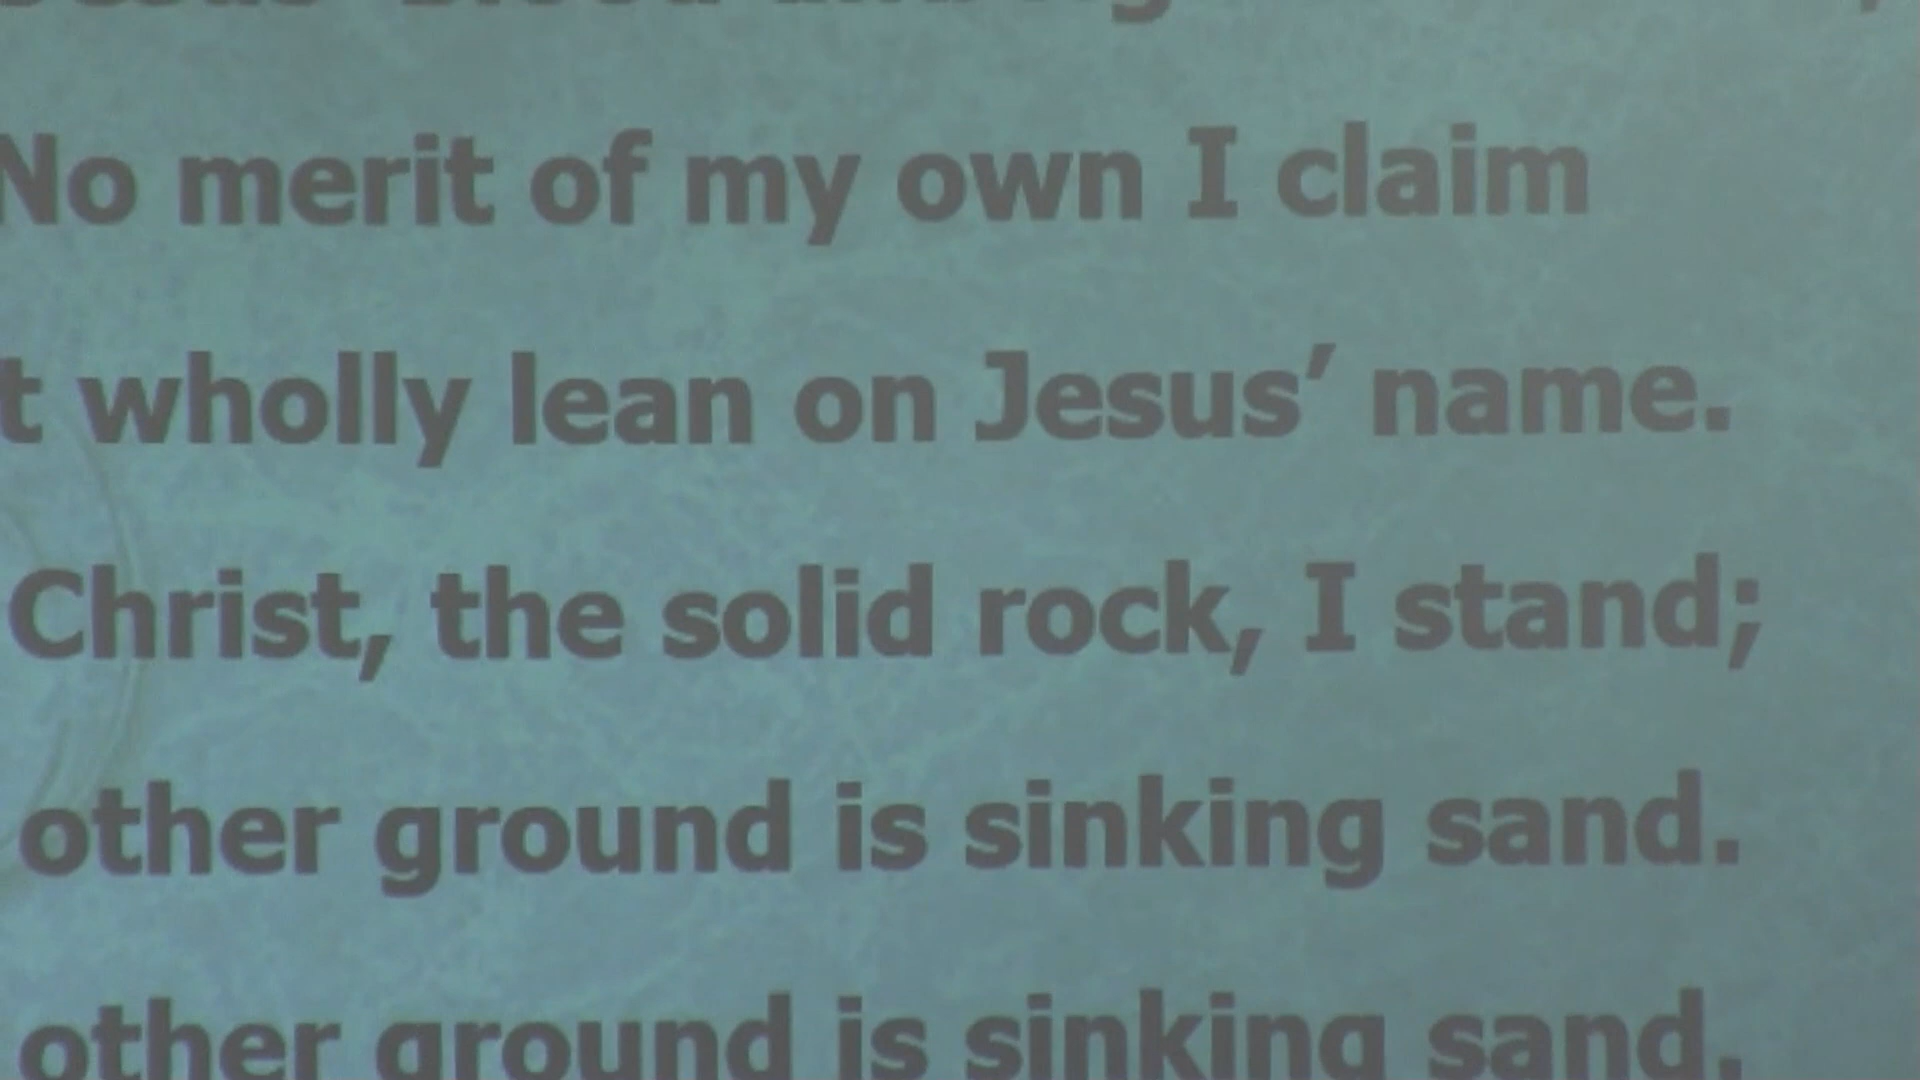 No merit of my own I claim
t wholly lean on Jesus’ name.
Christ, the solid rock, I stand;
other ground is sinking sand.
other ground is sinking sand.